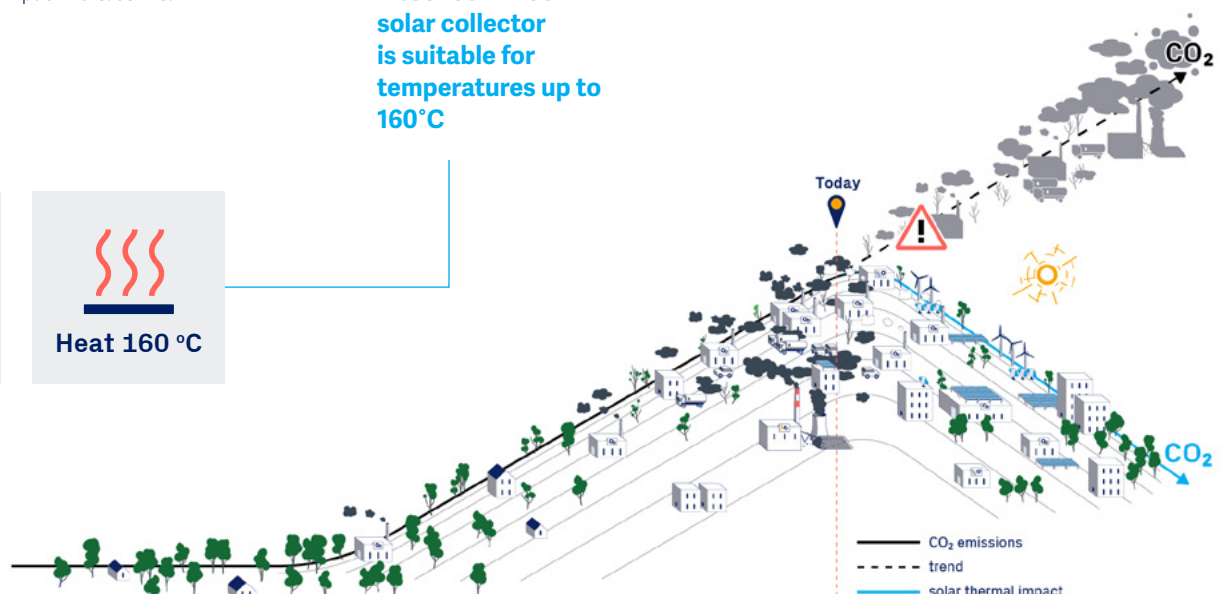 solar collector
is suitable for
temperatures up to
160°C
Heat 160 °C
Today
CO₂
CO₂
CO₂ emissions
trend
solar thermal impact